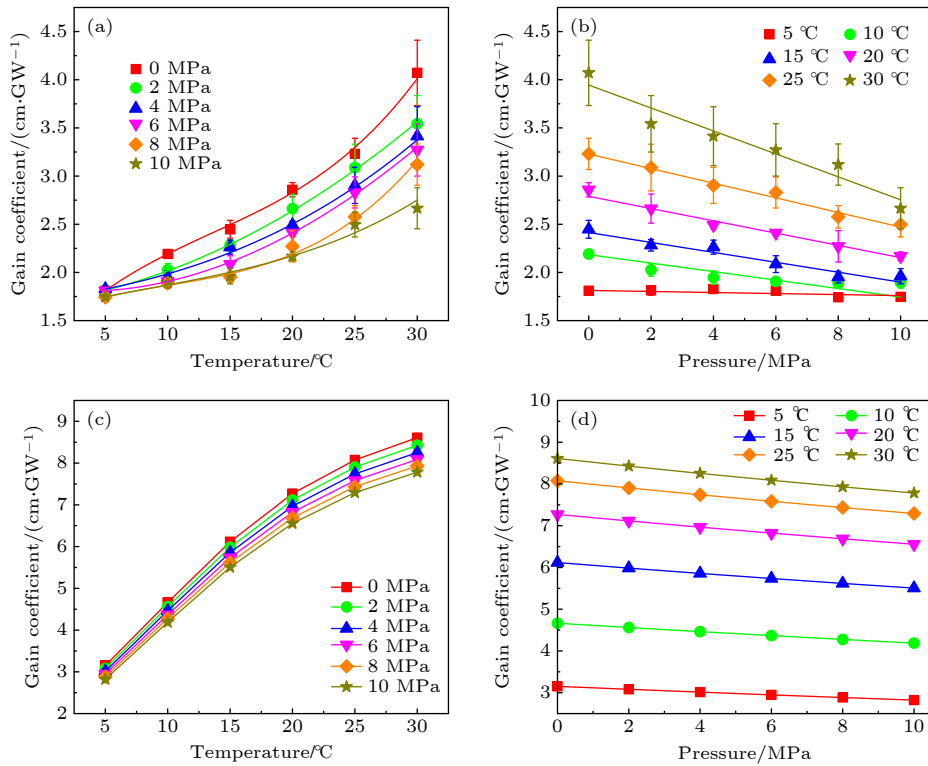 (a)
4.5
4.0
3.5
3.0
2.5
2.0
1.5
Gain coefficient/(cm·GW⁻¹)
0 MPa
2 MPa
4 MPa
6 MPa
8 MPa
10 MPa
5 10 15 20 25 30
Temperature/℃
(b)
4.5
4.0
3.5
3.0
2.5
2.0
1.5
Gain coefficient/(cm·GW⁻¹)
5 ℃ 10 ℃
15 ℃ 20 ℃
25 ℃ 30 ℃
0 2 4 6 8 10
Pressure/MPa
(c)
9
8
7
6
5
4
3
2
Gain coefficient/(cm·GW⁻¹)
0 MPa
2 MPa
4 MPa
6 MPa
8 MPa
10 MPa
5 10 15 20 25 30
Temperature/℃
(d)
10
9
8
7
6
5
4
3
Gain coefficient/(cm·GW⁻¹)
5 ℃ 10 ℃
15 ℃ 20 ℃
25 ℃ 30 ℃
0 2 4 6 8 10
Pressure/MPa